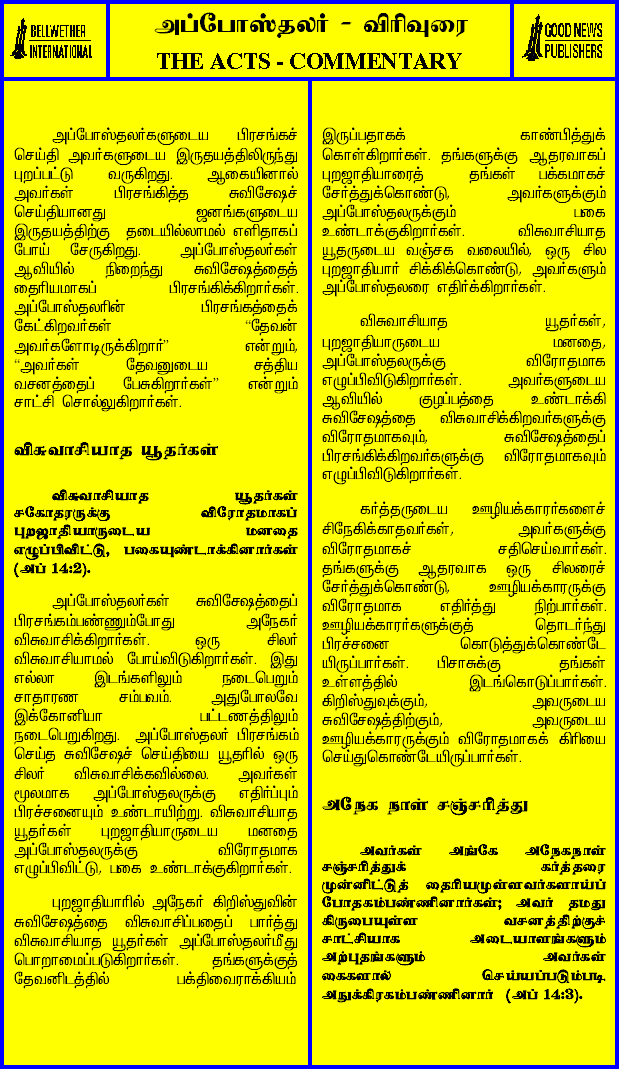 BELLWETHER
INTERNATIONAL
அப்போஸ்தலர் - விரிவுரை
THE ACTS - COMMENTARY
GOOD NEWS
PUBLISHERS
அப்போஸ்தலர்களுடைய பிரசங்கச்
செய்தி அவர்களுடைய இருதயத்திலிருந்து
புறப்பட்டு வருகிறது. ஆகையினால்
அவர்கள் பிரசங்கித்த சுவிசேஷச்
செய்தியானது ஜனங்களுடைய
இருதயத்திற்கு தடையில்லாமல் எளிதாகப்
போய் சேருகிறது. அப்போஸ்தலர்கள்
ஆவியில் நிறைந்து சுவிசேஷத்தைத்
தைரியமாகப் பிரசங்கிக்கிறார்கள்.
அப்போஸ்தலரின் பிரசங்கத்தைக்
கேட்கிறவர்கள் “தேவன்
அவர்களோடிருக்கிறார்” என்றும்,
“அவர்கள் தேவனுடைய சத்திய
வசனத்தைப் பேசுகிறார்கள்” என்றும்
சாட்சி சொல்லுகிறார்கள்.
விசுவாசியாத யூதர்கள்
விசுவாசியாத யூதர்கள்
சகோதரருக்கு விரோதமாகப்
புறஜாதியாருடைய மனதை
எழுப்பிவிட்டு, பகையுண்டாக்கினார்கள்
(அப் 14:2).
அப்போஸ்தலர்கள் சுவிசேஷத்தைப்
பிரசங்கம்பண்ணும்போது அநேகர்
விசுவாசிக்கிறார்கள். ஒரு சிலர்
விசுவாசியாமல் போய்விடுகிறார்கள். இது
எல்லா இடங்களிலும் நடைபெறும்
சாதாரண சம்பவம். அதுபோலவே
இக்கோனியா பட்டணத்திலும்
நடைபெறுகிறது. அப்போஸ்தலர் பிரசங்கம்
செய்த சுவிசேஷச் செய்தியை யூதரில் ஒரு
சிலர் விசுவாசிக்கவில்லை. அவர்கள்
மூலமாக அப்போஸ்தலருக்கு எதிர்ப்பும்
பிரச்சனையும் உண்டாயிற்று. விசுவாசியாத
யூதர்கள் புறஜாதியாருடைய மனதை
அப்போஸ்தலருக்கு விரோதமாக
எழுப்பிவிட்டு, பகை உண்டாக்குகிறார்கள்.
புறஜாதியாரில் அநேகர் கிறிஸ்துவின்
சுவிசேஷத்தை விசுவாசிப்பதைப் பார்த்து
விசுவாசியாத யூதர்கள் அப்போஸ்தலர்மீது
பொறாமைப்படுகிறார்கள். தங்களுக்குத்
தேவனிடத்தில் பக்திவைராக்கியம்
இருப்பதாகக் காண்பித்துக்
கொள்கிறார்கள். தங்களுக்கு ஆதரவாகப்
புறஜாதியாரைத் தங்கள் பக்கமாகச்
சேர்த்துக்கொண்டு, அவர்களுக்கும்
அப்போஸ்தலருக்கும் பகை
உண்டாக்குகிறார்கள். விசுவாசியாத
யூதருடைய வஞ்சக வலையில், ஒரு சில
புறஜாதியார் சிக்கிக்கொண்டு, அவர்களும்
அப்போஸ்தலரை எதிர்க்கிறார்கள்.
விசுவாசியாத யூதர்கள்,
புறஜாதியாருடைய மனதை,
அப்போஸ்தலருக்கு விரோதமாக
எழுப்பிவிடுகிறார்கள். அவர்களுடைய
ஆவியில் குழப்பத்தை உண்டாக்கி
சுவிசேஷத்தை விசுவாசிக்கிறவர்களுக்கு
விரோதமாகவும், சுவிசேஷத்தைப்
பிரசங்கிக்கிறவர்களுக்கு விரோதமாகவும்
எழுப்பிவிடுகிறார்கள்.
கர்த்தருடைய ஊழியக்காரர்களைச்
சிநேகிக்காதவர்கள், அவர்களுக்கு
விரோதமாகச் சதிசெய்வார்கள்.
தங்களுக்கு ஆதரவாக ஒரு சிலரைச்
சேர்த்துக்கொண்டு, ஊழியக்காரருக்கு
விரோதமாக எதிர்த்து நிற்பார்கள்.
ஊழியக்காரர்களுக்குத் தொடர்ந்து
பிரச்சனை கொடுத்துக்கொண்டே
யிருப்பார்கள். பிசாசுக்கு தங்கள்
உள்ளத்தில் இடங்கொடுப்பார்கள்.
கிறிஸ்துவுக்கும், அவருடைய
சுவிசேஷத்திற்கும், அவருடைய
ஊழியக்காரருக்கும் விரோதமாகக் கிரியை
செய்துகொண்டேயிருப்பார்கள்.
அநேக நாள் சஞ்சரித்து
அவர்கள் அங்கே அநேகநாள்
சஞ்சரித்துக் கர்த்தரை
முன்னிட்டுத் தைரியமுள்ளவர்களாய்ப்
போதகம்பண்ணினார்கள்; அவர் தமது
கிருபையுள்ள வசனத்திற்குச்
சாட்சியாக அடையாளங்களும்
அற்புதங்களும் அவர்கள்
கைகளால் செய்யப்படும்படி
அநுக்கிரகம்பண்ணினார் (அப் 14:3).